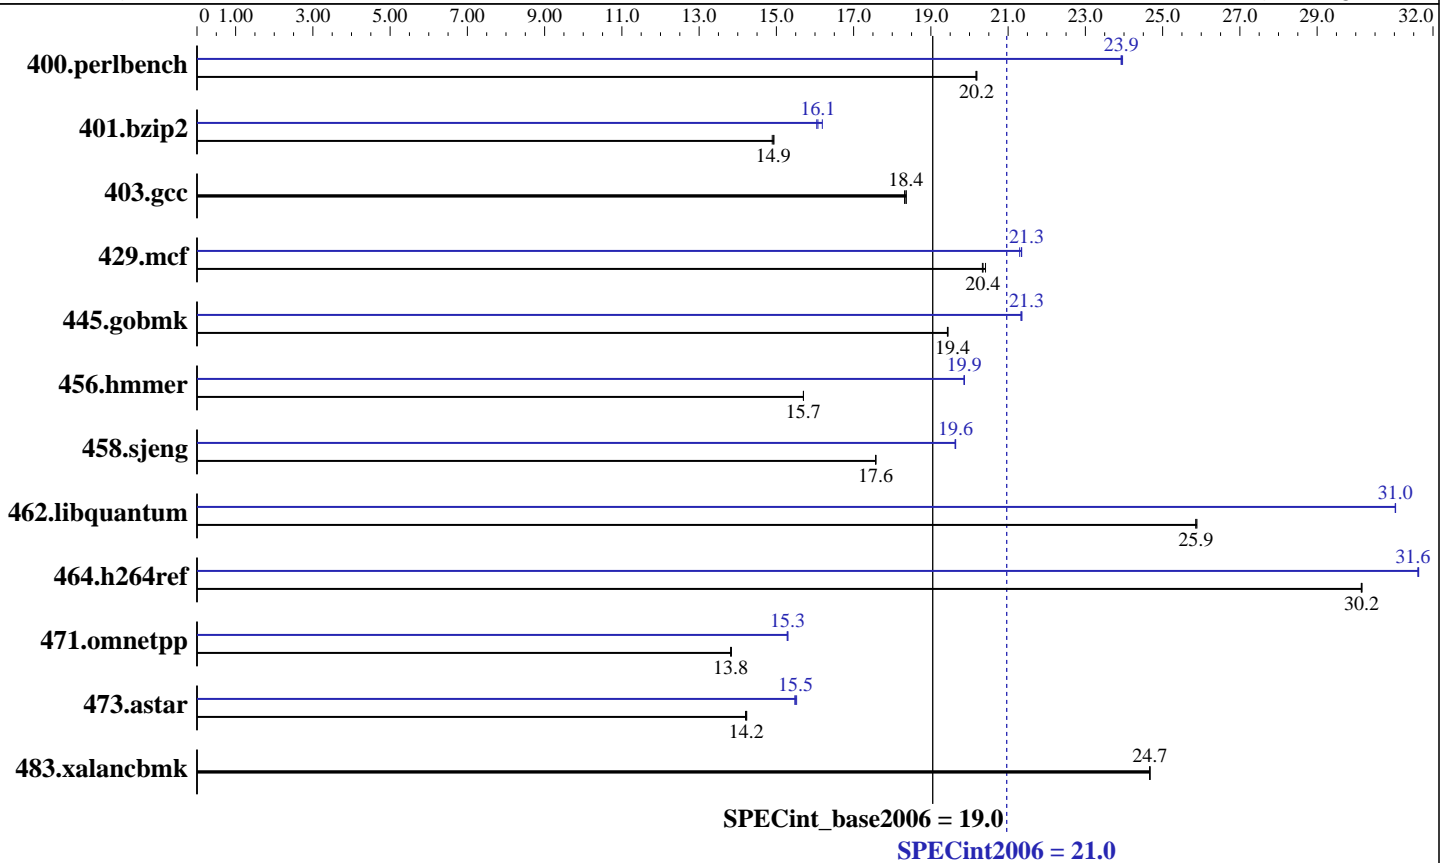 0 1.00 3.00 5.00 7.00 9.00 11.0 13.0 15.0 17.0 19.0 21.0 23.0 25.0 27.0 29.0 32.0
400.perlbench
23.9
20.2
401.bzip2
16.1
14.9
403.gcc
18.4
429.mcf
21.3
20.4
445.gobmk
21.3
19.4
456.hmmer
19.9
15.7
458.sjeng
19.6
17.6
462.libquantum
31.0
25.9
464.h264ref
31.6
30.2
471.omnetpp
15.3
13.8
473.astar
15.5
14.2
483.xalancbmk
24.7
SPECint_base2006 = 19.0
SPECint2006 = 21.0